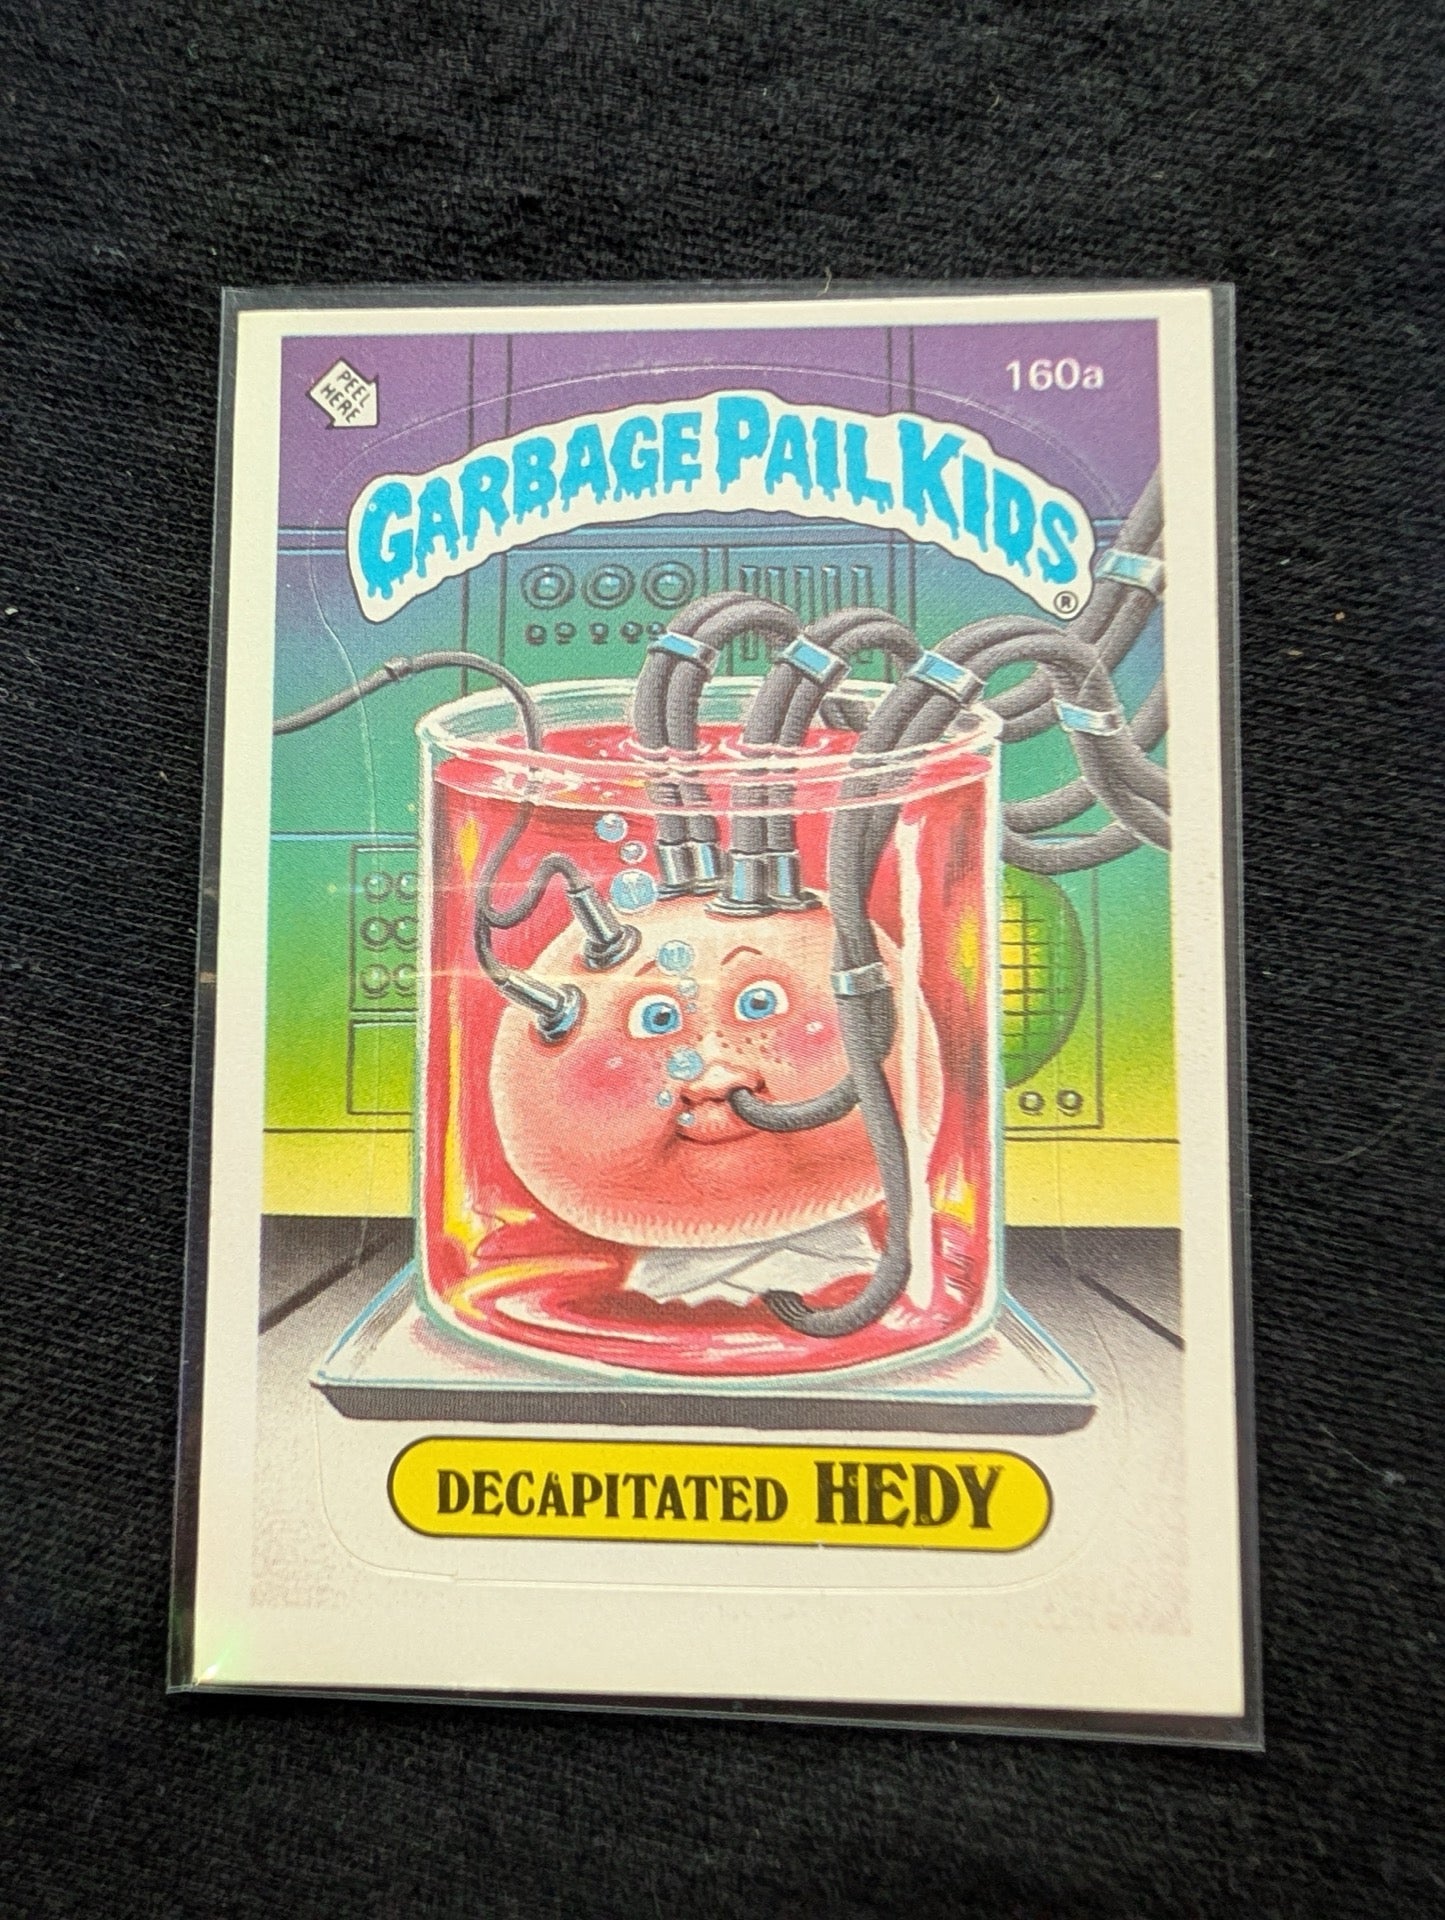 PEEL
HERE
160a
GARBAGE PAIL KIDS
®
DECAPITATED HEDY